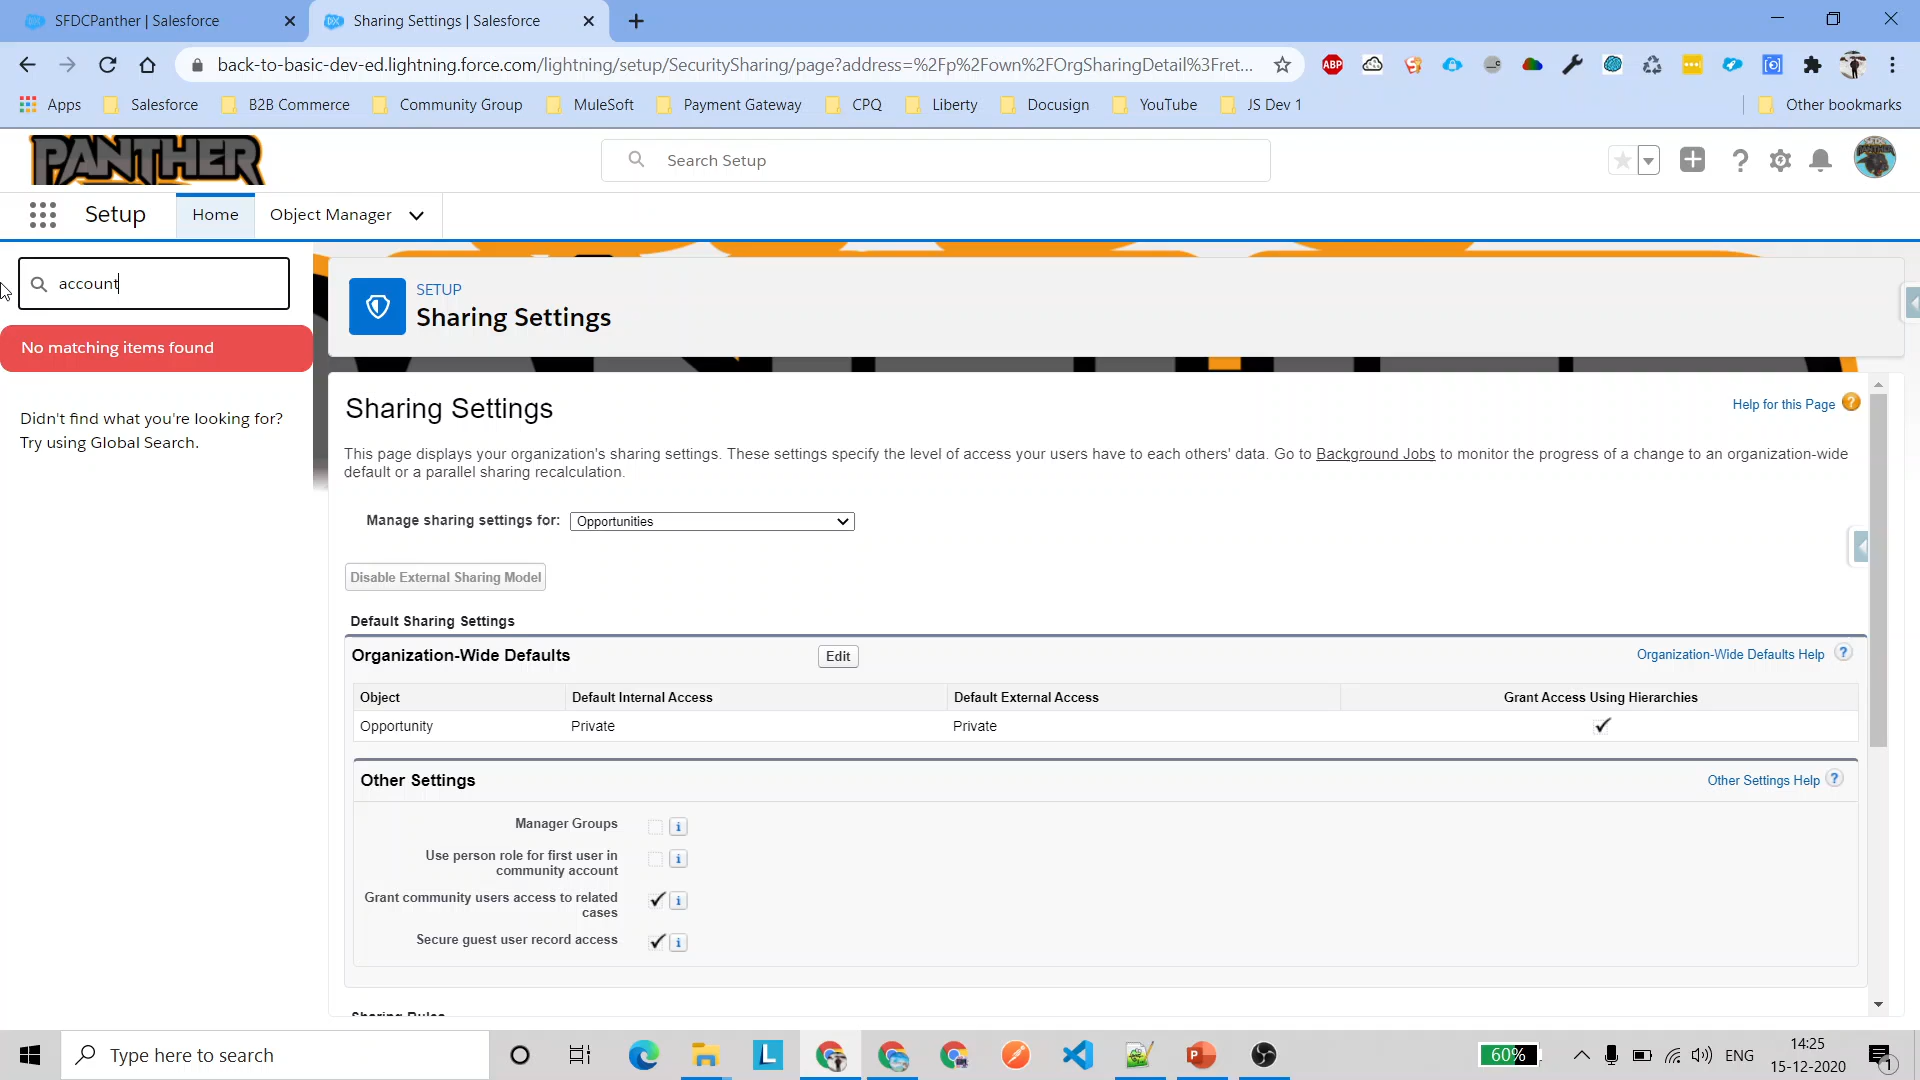 SFDCPanther | Salesforce
Sharing Settings | Salesforce
back-to-basic-dev-ed.lightning.force.com/lightning/setup/SecuritySharing/page?address=%2Fp%2Fown%2FOrgSharingDetail%3Fret...
ABP
Apps Salesforce B2B Commerce Community Group MuleSoft Payment Gateway CPQ Liberty Docusign YouTube JS Dev 1 Other bookmarks
PANTHER
Search Setup
Setup Home Object Manager
account
No matching items found
Didn't find what you're looking for?
Try using Global Search.
SETUP
Sharing Settings
Sharing Settings
Help for this Page
This page displays your organization's sharing settings. These settings specify the level of access your users have to each others' data. Go to Background Jobs to monitor the progress of a change to an organization-wide
default or a parallel sharing recalculation.
Manage sharing settings for: Opportunities
Disable External Sharing Model
Default Sharing Settings
Organization-Wide Defaults Edit Organization-Wide Defaults Help
Object Default Internal Access Default External Access Grant Access Using Hierarchies
Opportunity Private Private
Other Settings Other Settings Help
Manager Groups
Use person role for first user in
community account
Grant community users access to related
cases
Secure guest user record access
Sharing Rules
Type here to search
60%
ENG
14:25
15-12-2020
1